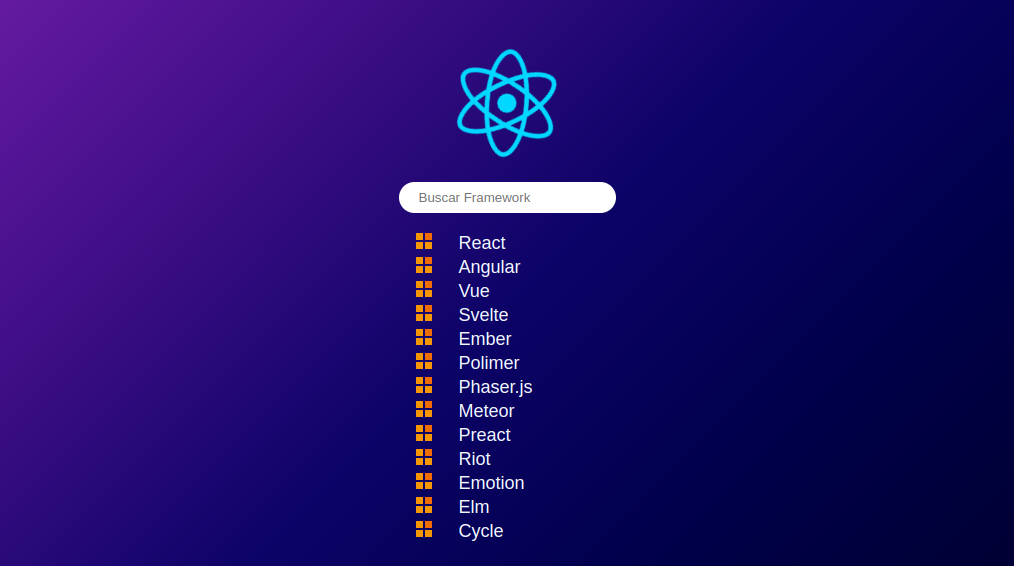 Buscar Framework
React
Angular
Vue
Svelte
Ember
Polimer
Phaser.js
Meteor
Preact
Riot
Emotion
Elm
Cycle